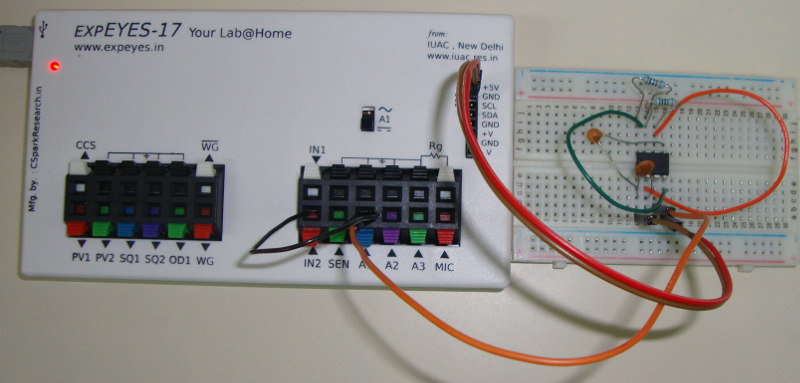 EXPEYES-17 Your Lab@Home
www.expeyes.in
from:
IUAC, New Delhi
www.iuac.res.in
Mfg. by : CSparkResearch.in
+5V
GND
SCL
SDA
GND
+V
GND
A1
CCS
+
WG
IN1
+
Rg
PV1 PV2 SQ1 SQ2 OD1 WG
IN2 SEN A2 A3 MIC